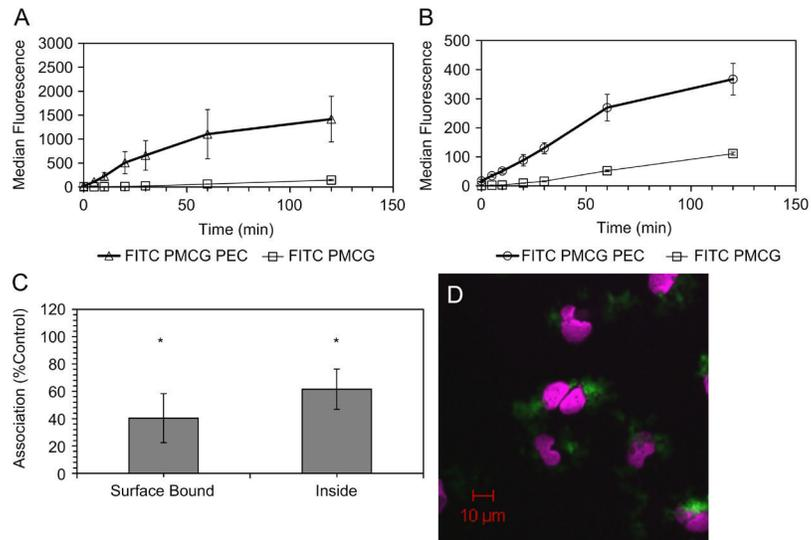 A
Median Fluorescence
3000
2500
2000
1500
1000
500
0
0 50 100 150
Time (min)
FITC PMCG PEC FITC PMCG
B
Median Fluorescence
500
400
300
200
100
0
0 50 100 150
Time (min)
FITC PMCG PEC FITC PMCG
C
Association (%Control)
120
100
80
60
40
20
0
* *
Surface Bound Inside
D
10 µm